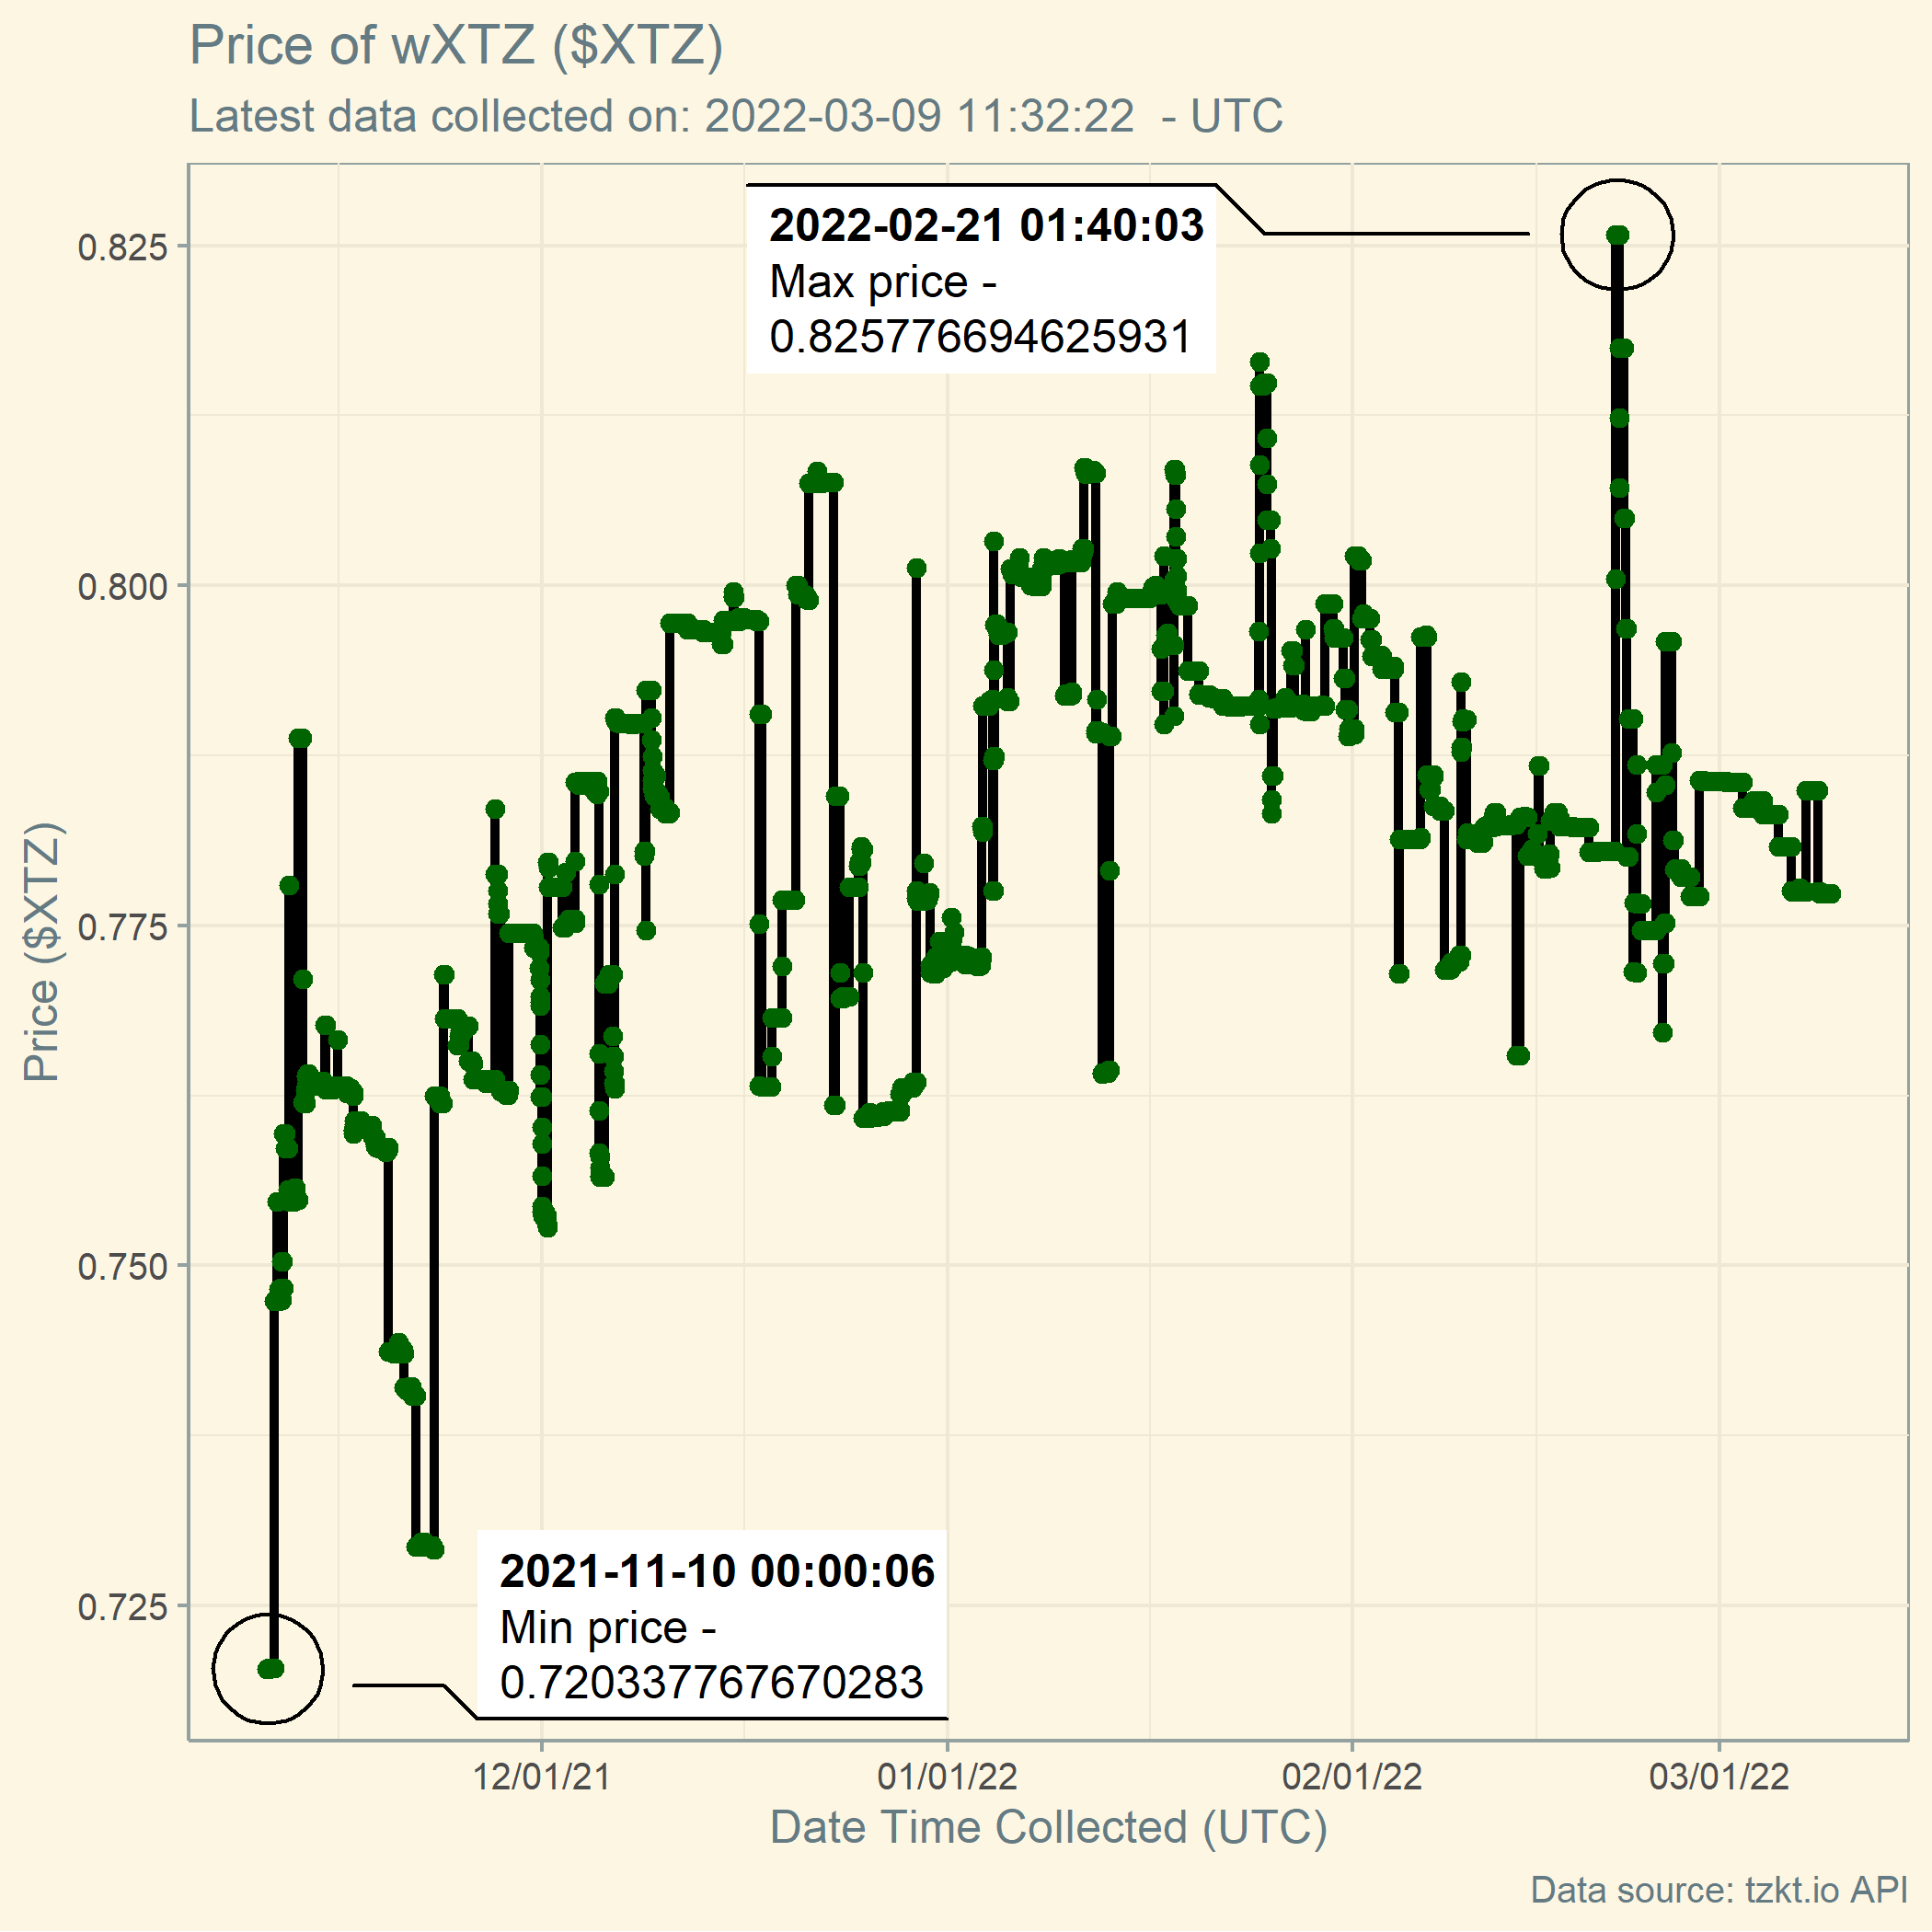 Price of wXTZ ($XTZ)
Latest data collected on: 2022-03-09 11:32:22  - UTC
2022-02-21 01:40:03
Max price -
0.825776694625931
0.825
0.800
0.775
0.750
0.725
Price ($XTZ)
2021-11-10 00:00:06
Min price -
0.720337767670283
12/01/21
01/01/22
02/01/22
03/01/22
Date Time Collected (UTC)
Data source: tzkt.io API